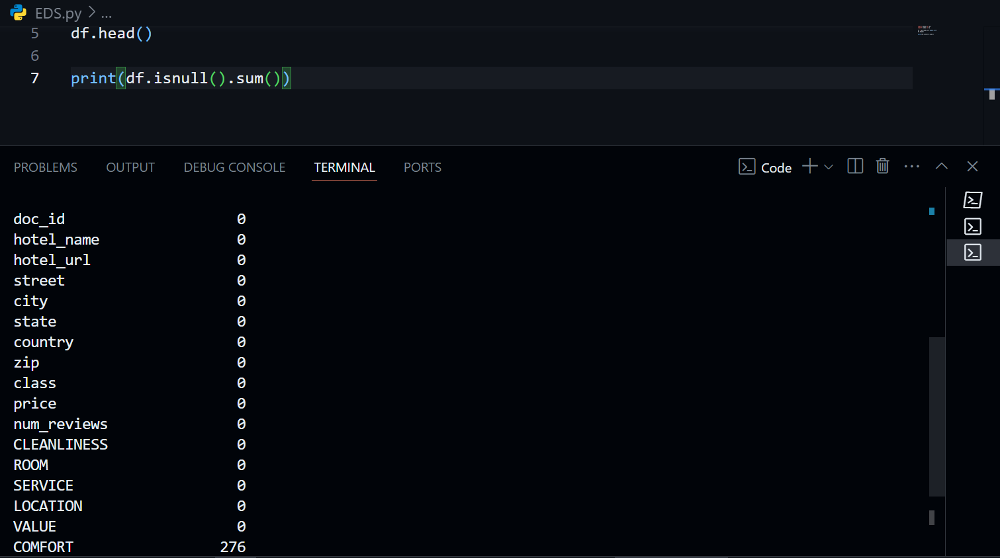 EDS.py > ...
5 df.head()
6
7 print(df.isnull().sum())
PROBLEMS OUTPUT DEBUG CONSOLE TERMINAL PORTS Code
doc_id 0
hotel_name 0
hotel_url 0
street 0
city 0
state 0
country 0
zip 0
class 0
price 0
num_reviews 0
CLEANLINESS 0
ROOM 0
SERVICE 0
LOCATION 0
VALUE 0
COMFORT 276